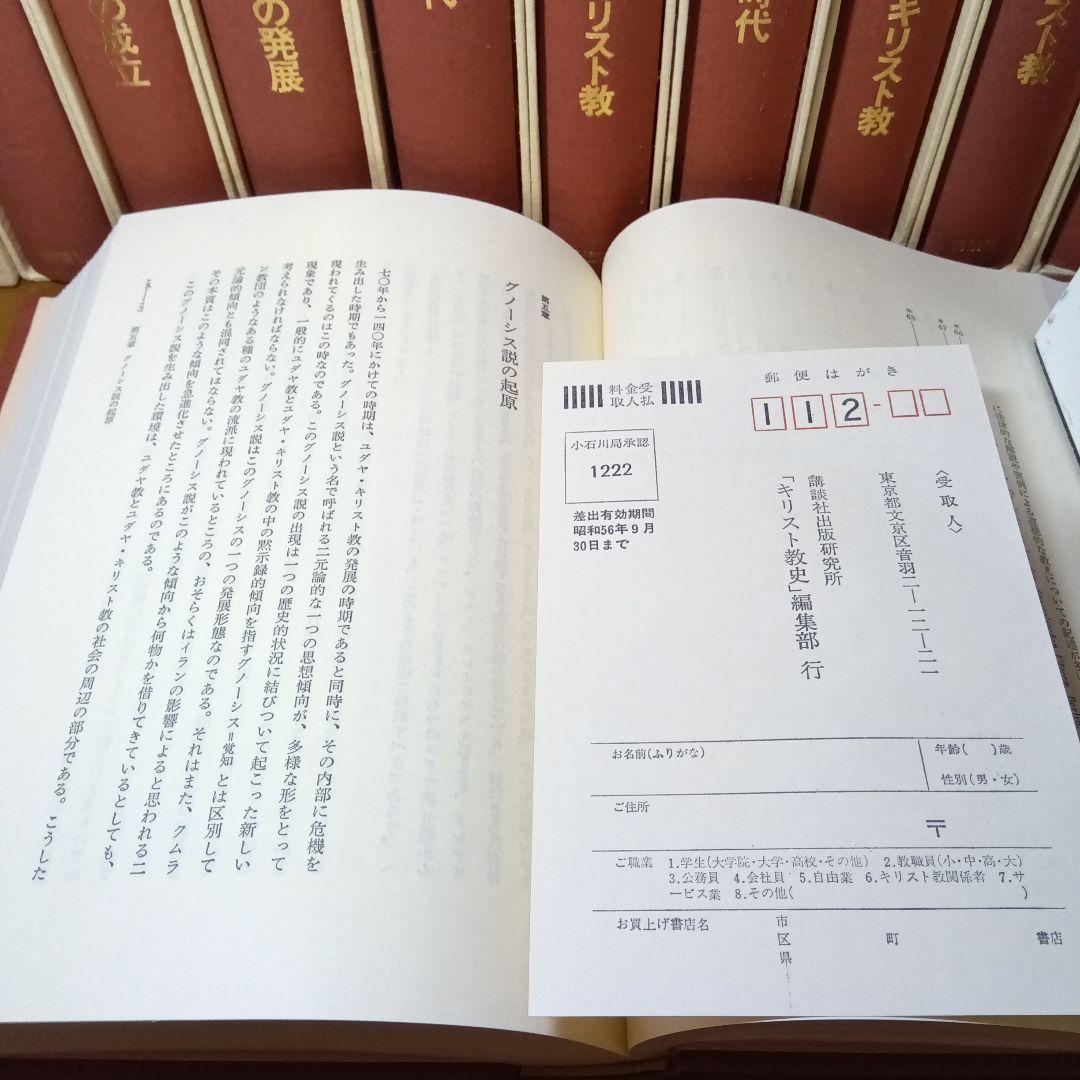 の成立
の発展
代
リスト教
時代
キリスト教
スト教
第五章
グノーシス説の起原
七〇年から一四〇年にかけての時期は、ユダヤ・キリスト教の発展の時期であると同時に、その内部に危機を
生み出した時期でもあった。グノーシス説という名で呼ばれる二元論的な一つの思想傾向が、多様な形をとって
現われてくるのはこの時なのである。このグノーシス説の出現は一つの歴史的状況に結びついて起こった新しい
現象であり、一般的にユダヤ教とユダヤ・キリスト教の中の黙示録的傾向を指すグノーシス=覚知とは区別して
考えられなければならない。グノーシス説はこのグノーシスの一つの発展形態なのである。それはまた、クムラ
ン教団のようなある種のユダヤ教の流派に現われているところの、おそらくはイランの影響によると思われる二
元論的傾向とも混同されてはならない。グノーシス説がこのような傾向から何物かを借りてきているとしても、
その本質はこのような傾向を急進化させたところにあるのである。
このグノーシス説を生み出した環境は、ユダヤ教とユダヤ・キリスト教の社会の周辺の部分である。こうした
第五章 グノーシス説の起原
*66
*67
*68
料金受
取人払
郵便はがき
112-
小石川局承認
1222
差出有効期間
昭和56年9月
30日まで
〈受取人〉
東京都文京区音羽二―一二―二一
講談社出版研究所
「キリスト教史」編集部 行
お名前(ふりがな)
年齢( )歳
性別(男・女)
ご住所
〒
ご職業 1.学生(大学院・大学・高校・その他) 2.教職員(小・中・高・大)
3.公務員 4.会社員 5.自由業 6.キリスト教関係者 7.サ
ービス業 8.その他( )
お買上げ書店名 市 町 書店
区
県